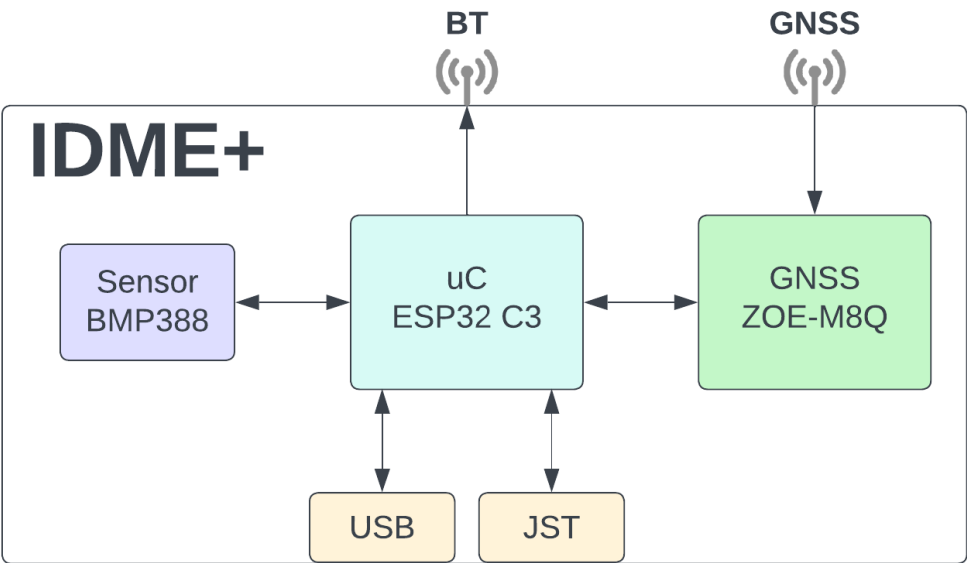 BT
GNSS
IDME+
Sensor
BMP388
uC
ESP32 C3
GNSS
ZOE-M8Q
USB
JST